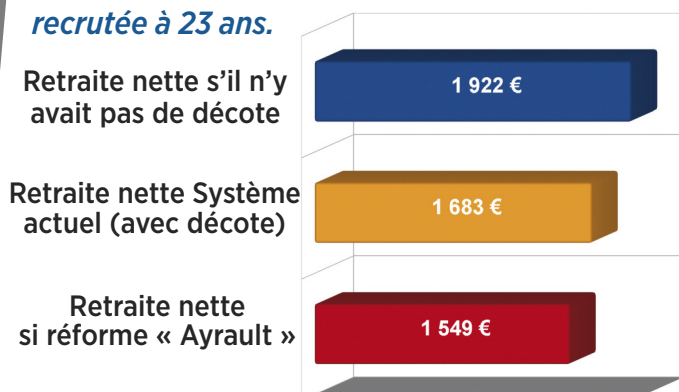 recrutée à 23 ans.
Retraite nette s’il n’y
avait pas de décote
1 922 €
Retraite nette Système
actuel (avec décote)
1 683 €
Retraite nette
si réforme « Ayrault »
1 549 €